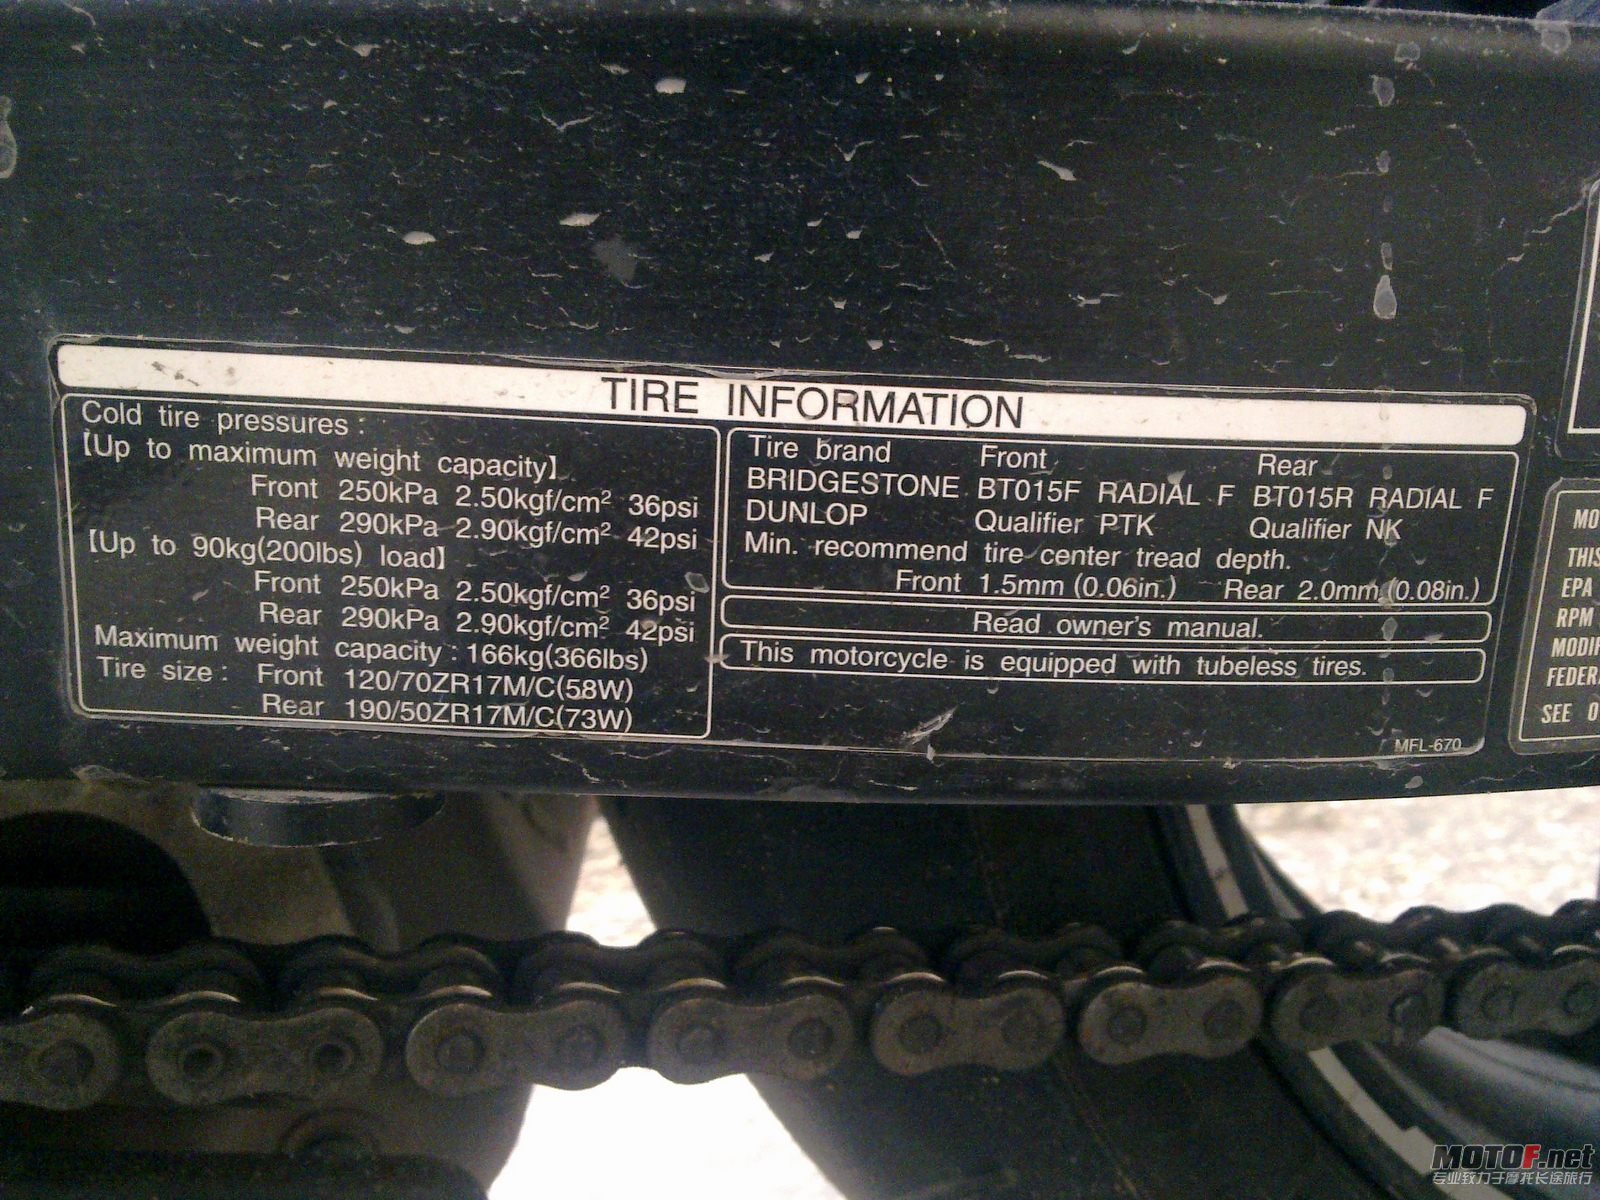 TIRE INFORMATION
Cold tire pressures :
【Up to maximum weight capacity】
Front 250kPa 2.50kgf/cm² 36psi
Rear 290kPa 2.90kgf/cm² 42psi
【Up to 90kg(200lbs) load】
Front 250kPa 2.50kgf/cm² 36psi
Rear 290kPa 2.90kgf/cm² 42psi
Maximum weight capacity : 166kg(366lbs)
Tire size : Front 120/70ZR17M/C(58W)
Rear 190/50ZR17M/C(73W)
Tire brand Front Rear
BRIDGESTONE BT015F RADIAL F BT015R RADIAL F
DUNLOP Qualifier PTK Qualifier NK
Min. recommend tire center tread depth.
Front 1.5mm (0.06in.) Rear 2.0mm (0.08in.)
Read owner's manual.
This motorcycle is equipped with tubeless tires.
MFL-670
MO
THIS
EPA
RPM
MODIF
FEDER
SEE O
MOTOF.net
专业致力于摩托长途旅行